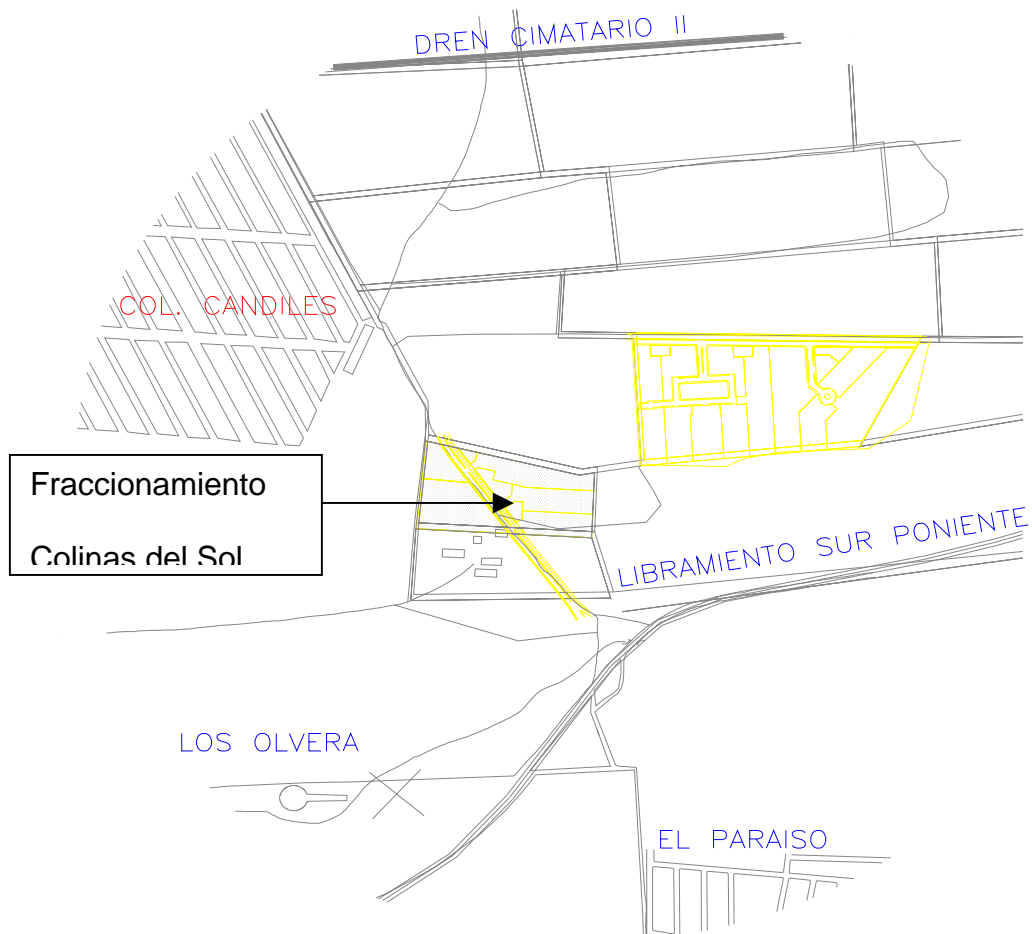 DREN CIMATARIO II
COL. CANDILES
Fraccionamiento
Colinas del Sol
LIBRAMIENTO SUR PONIENTE
LOS OLVERA
EL PARAISO